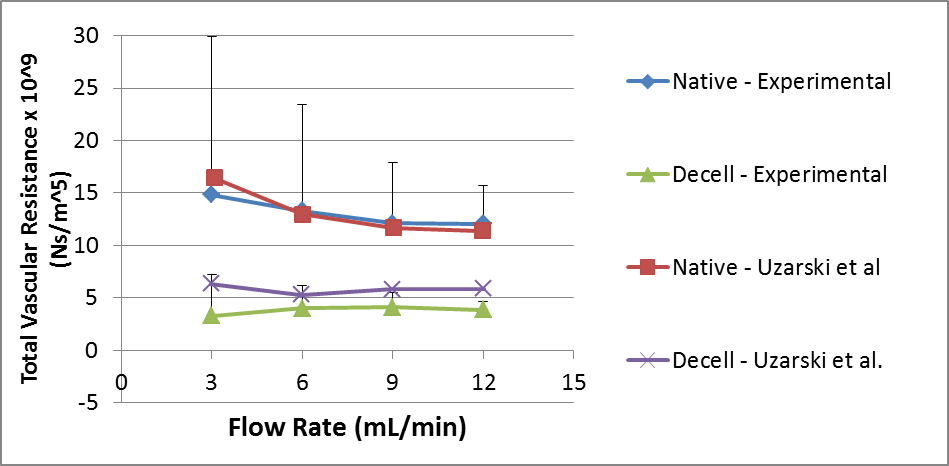 Total Vascular Resistance x 10^9
(Ns/m^5)
30
25
20
15
10
5
0
-5
0 3 6 9 12 15
Flow Rate (mL/min)
Native - Experimental
Decell - Experimental
Native - Uzarski et al
Decell - Uzarski et al.